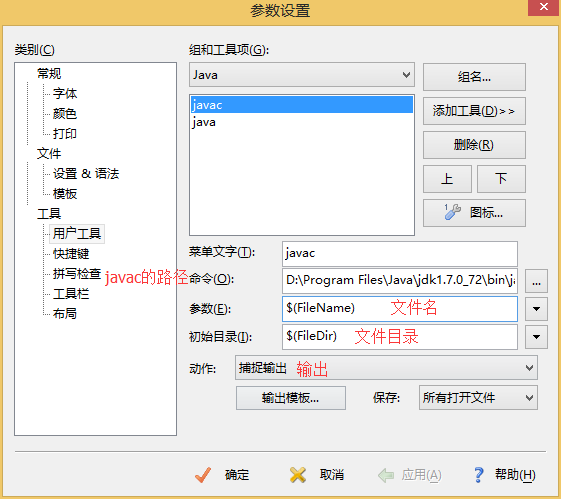 参数设置
类别(C)
常规
字体
颜色
打印
文件
设置 & 语法
模板
工具
用户工具
快捷键
拼写检查
工具栏
布局
组和工具项(G):
Java
组名...
javac
java
添加工具(D)>>
删除(R)
上
下
图标...
菜单文字(T):
javac
javac的路径
命令(O):
D:\Program Files\Java\jdk1.7.0_72\bin\ja
...
参数(E):
$(FileName)
文件名
初始目录(I):
$(FileDir)
文件目录
动作:
捕捉输出
输出
输出模板...
保存:
所有打开文件
确定
取消
应用(A)
帮助(H)